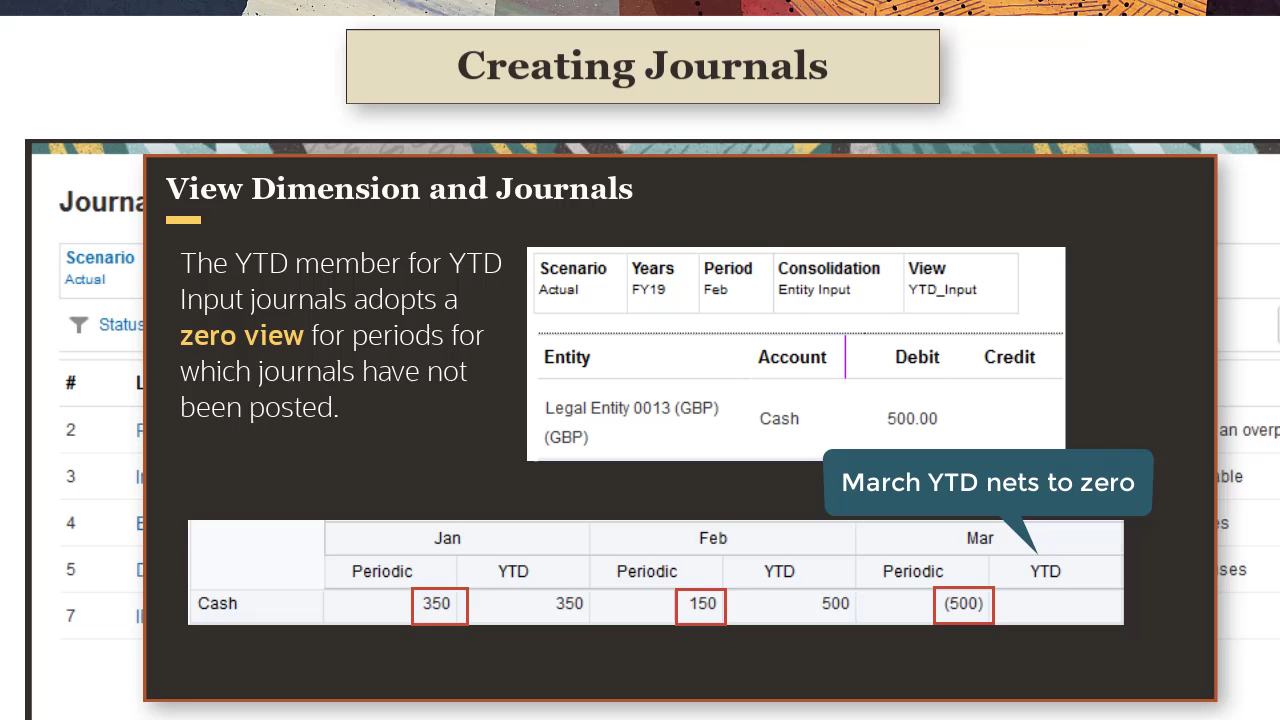 Creating Journals
View Dimension and Journals
The YTD member for YTD
Input journals adopts a
zero view for periods for
which journals have not
been posted.
Scenario Years Period Consolidation View
Actual FY19 Feb Entity Input YTD_Input
Entity Account Debit Credit
Legal Entity 0013 (GBP)
(GBP) Cash 500.00
March YTD nets to zero
Jan Feb Mar
Periodic YTD Periodic YTD Periodic YTD
Cash 350 350 150 500 (500)
Scenario
Actual
Status
#
2
3
4
5
7
an overp